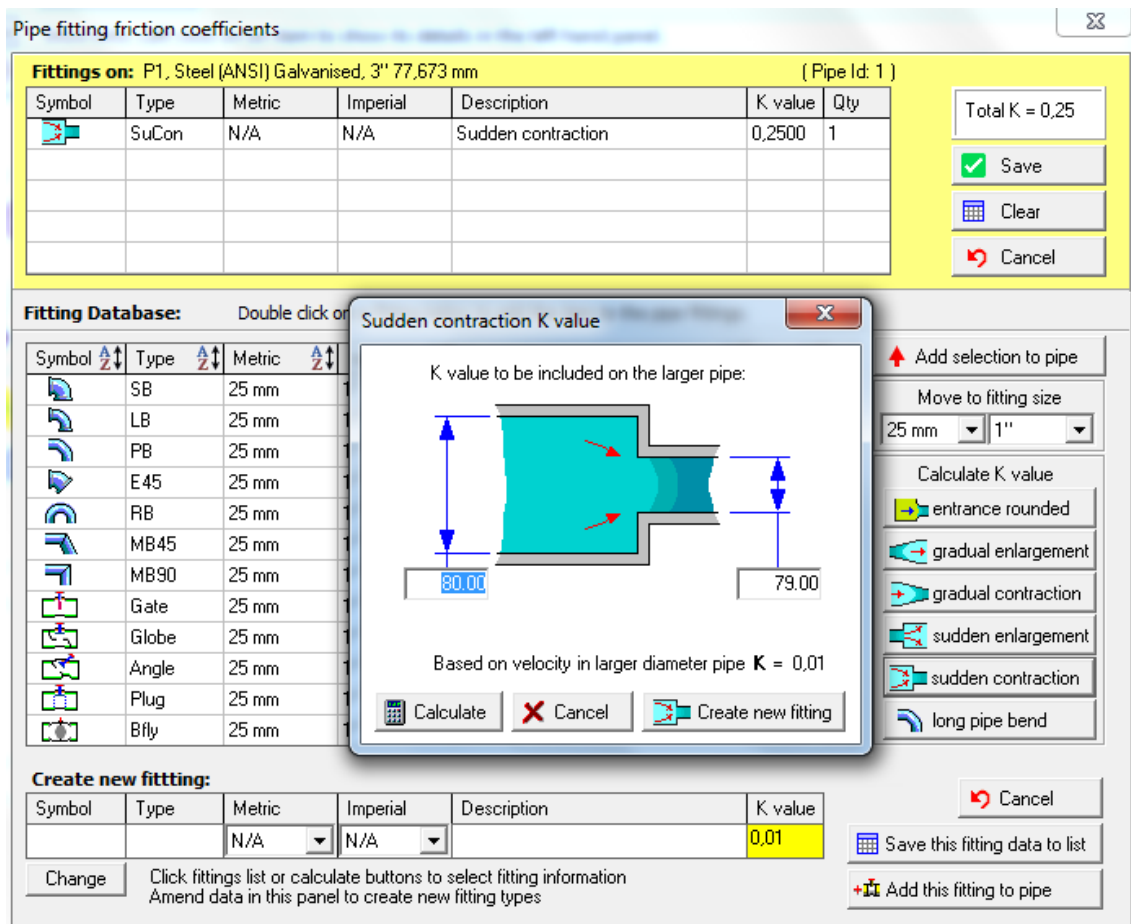 Pipe fitting friction coefficients
Fittings on: P1, Steel (ANSI) Galvanised, 3" 77,673 mm ( Pipe Id: 1 )
Symbol Type Metric Imperial Description K value Qty
SuCon N/A N/A Sudden contraction 0,2500 1
Total K = 0,25
Save
Clear
Cancel
Fitting Database: Double click on
Symbol Type Metric
SB 25 mm
LB 25 mm
PB 25 mm
E45 25 mm
RB 25 mm
MB45 25 mm
MB90 25 mm
Gate 25 mm
Globe 25 mm
Angle 25 mm
Plug 25 mm
Bfly 25 mm
Sudden contraction K value
K value to be included on the larger pipe:
80.00 79.00
Based on velocity in larger diameter pipe K = 0,01
Calculate Cancel Create new fitting
Add selection to pipe
Move to fitting size
25 mm 1"
Calculate K value
entrance rounded
gradual enlargement
gradual contraction
sudden enlargement
sudden contraction
long pipe bend
Create new fittting:
Symbol Type Metric Imperial Description K value
N/A N/A 0,01
Change
Click fittings list or calculate buttons to select fitting information
Amend data in this panel to create new fitting types
Cancel
Save this fitting data to list
Add this fitting to pipe